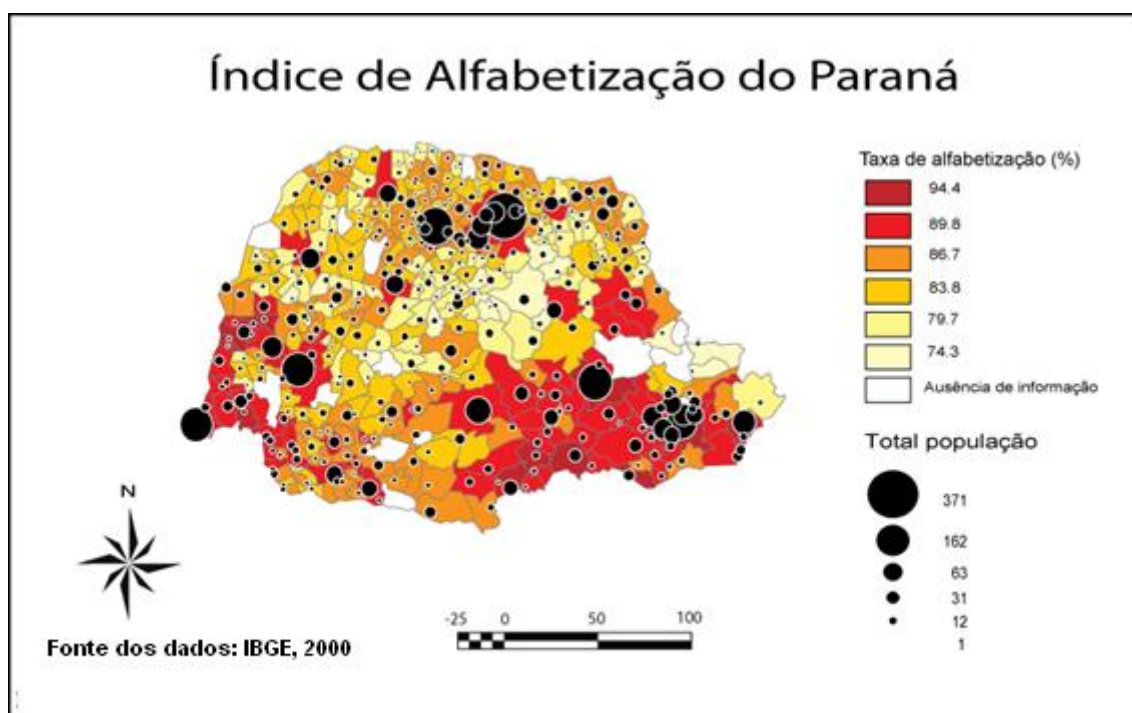 Índice de Alfabetização do Paraná
Taxa de alfabetização (%)
94.4
89.8
86.7
83.8
79.7
74.3
Ausência de informação
Total população
371
162
63
31
12
1
N
-25 0 50 100
Fonte dos dados: IBGE, 2000